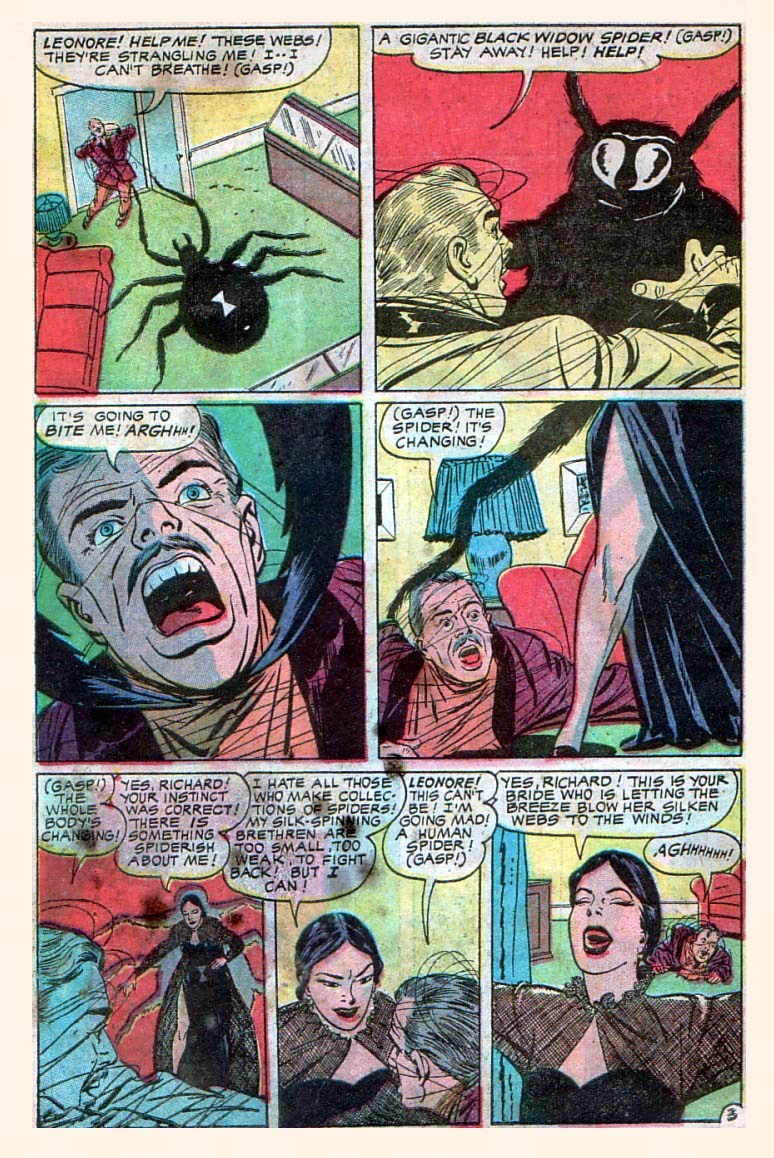 LEONORE! HELP ME! THESE WEBS!
THEY'RE STRANGLING ME! I--I
CAN'T BREATHE! (GASP!)
A GIGANTIC BLACK WIDOW SPIDER! (GASP!)
STAY AWAY! HELP! HELP!
IT'S GOING TO
BITE ME! ARGHHH!
(GASP!) THE
SPIDER! IT'S
CHANGING!
(GASP!)
THE
WHOLE
BODY'S
CHANGING!
YES, RICHARD!
YOUR INSTINCT
WAS CORRECT!
THERE IS
SOMETHING
SPIDERISH
ABOUT ME!
I HATE ALL THOSE
WHO MAKE COLLEC-
TIONS OF SPIDERS!
MY SILK-SPINNING
BRETHREN ARE
TOO SMALL, TOO
WEAK, TO FIGHT
BACK! BUT I
CAN!
LEONORE!
THIS CAN'T
BE! I'M
GOING MAD!
A HUMAN
SPIDER!
(GASP!)
YES, RICHARD! THIS IS YOUR
BRIDE WHO IS LETTING THE
BREEZE BLOW HER SILKEN
WEBS TO THE WINDS!
AGHHHHHH!
3